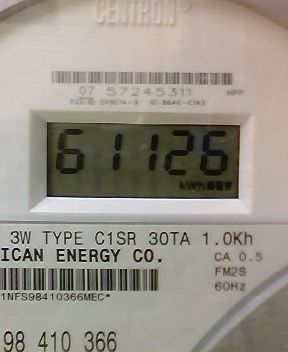 CENTRON®
07 57245311 HPF
61126
kWh
3W TYPE C1SR 30TA 1.0Kh
ICAN ENERGY CO. CA 0.5
FM2S
60Hz
1NFS98410366MEC*
98 410 366